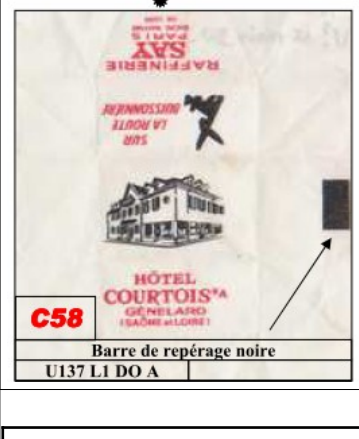 RAFFINERIE
SAY
PARIS
SUR
LA ROUTE
BUISSONNIÈRE
HÔTEL
COURTOIS*A
GÉNELARD
(SAÔNE et LOIRE)
C58
Barre de repérage noire
U137 L1 DO A